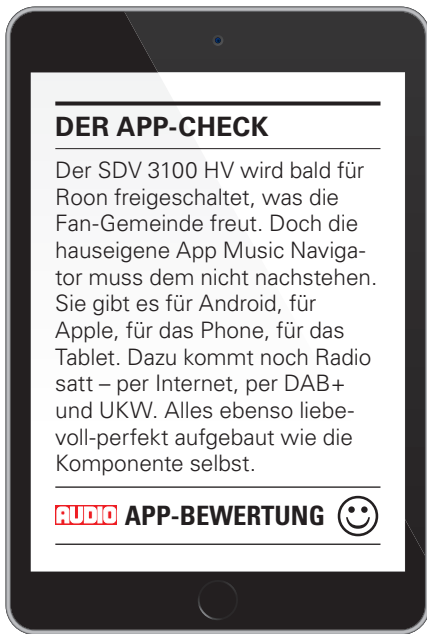 DER APP-CHECK
Der SDV 3100 HV wird bald für
Roon freigeschaltet, was die
Fan-Gemeinde freut. Doch die
hauseigene App Music Naviga-
tor muss dem nicht nachstehen.
Sie gibt es für Android, für
Apple, für das Phone, für das
Tablet. Dazu kommt noch Radio
satt – per Internet, per DAB+
und UKW. Alles ebenso liebe-
voll-perfekt aufgebaut wie die
Komponente selbst.
AUDIO APP-BEWERTUNG